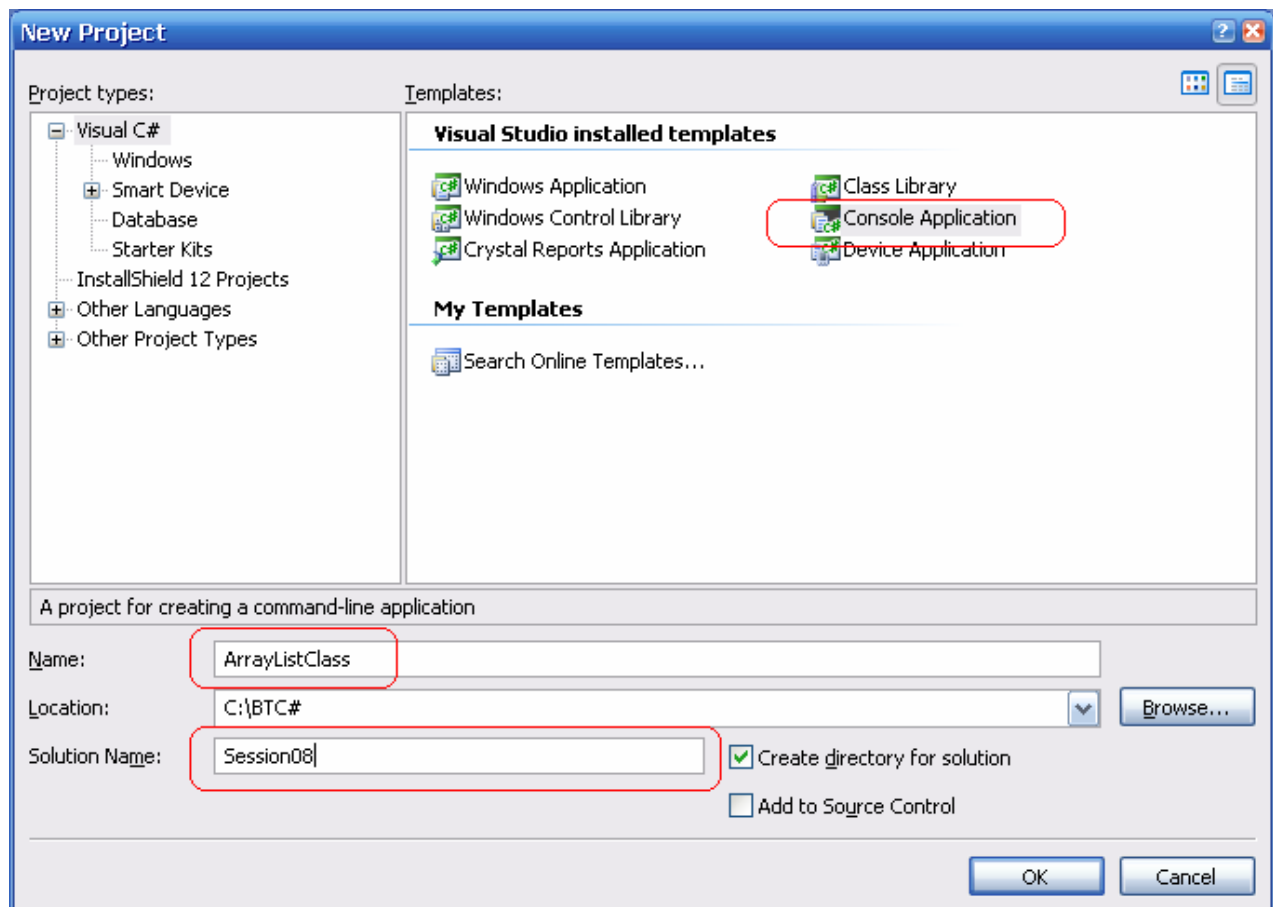 New Project
Project types:
Templates:
Visual C#
Windows
Smart Device
Database
Starter Kits
InstallShield 12 Projects
Other Languages
Other Project Types
Visual Studio installed templates
Windows Application
Class Library
Windows Control Library
Console Application
Crystal Reports Application
Device Application
My Templates
Search Online Templates...
A project for creating a command-line application
Name:
ArrayListClass
Location:
C:\BTC#
Browse...
Solution Name:
Session08
Create directory for solution
Add to Source Control
OK
Cancel